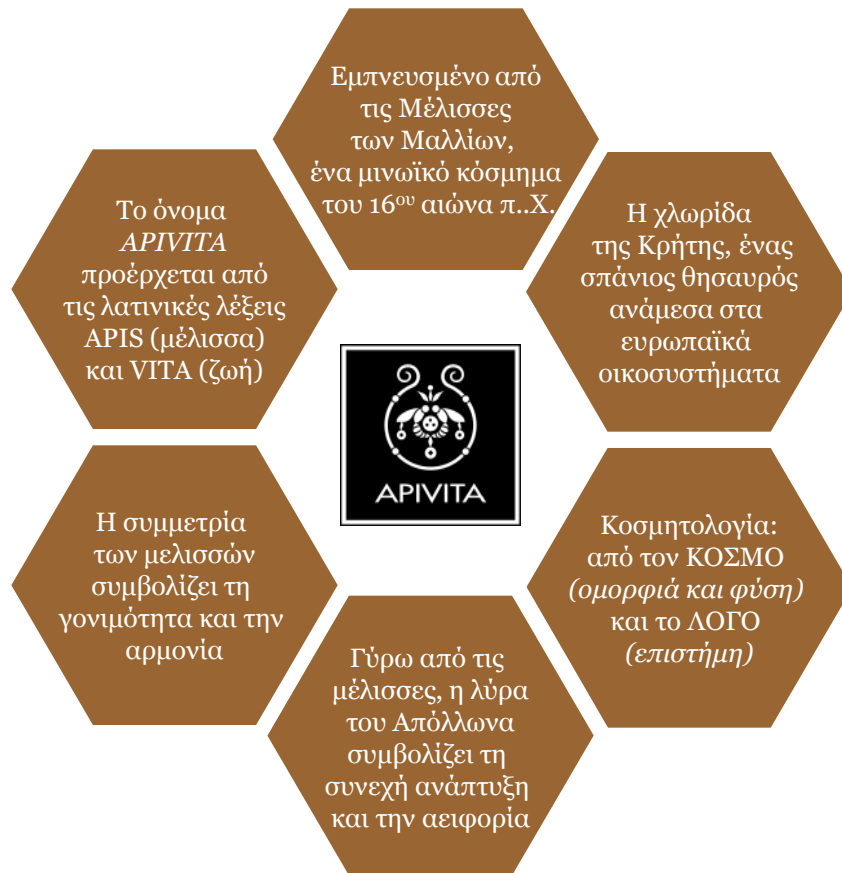 Εμπνευσμένο από
τις Μέλισσες
των Μαλλίων,
ένα μινωϊκό κόσμημα
του 16ου αιώνα π..Χ.
Το όνομα
APIVITA
προέρχεται από
τις λατινικές λέξεις
APIS (μέλισσα)
και VITA (ζωή)
Η χλωρίδα
της Κρήτης, ένας
σπάνιος θησαυρός
ανάμεσα στα
ευρωπαϊκά
οικοσυστήματα
APIVITA
Η συμμετρία
των μελισσών
συμβολίζει τη
γονιμότητα και την
αρμονία
Κοσμητολογία:
από τον ΚΟΣΜΟ
(ομορφιά και φύση)
και το ΛΟΓΟ
(επιστήμη)
Γύρω από τις
μέλισσες, η λύρα
του Απόλλωνα
συμβολίζει τη
συνεχή ανάπτυξη
και την αειφορία